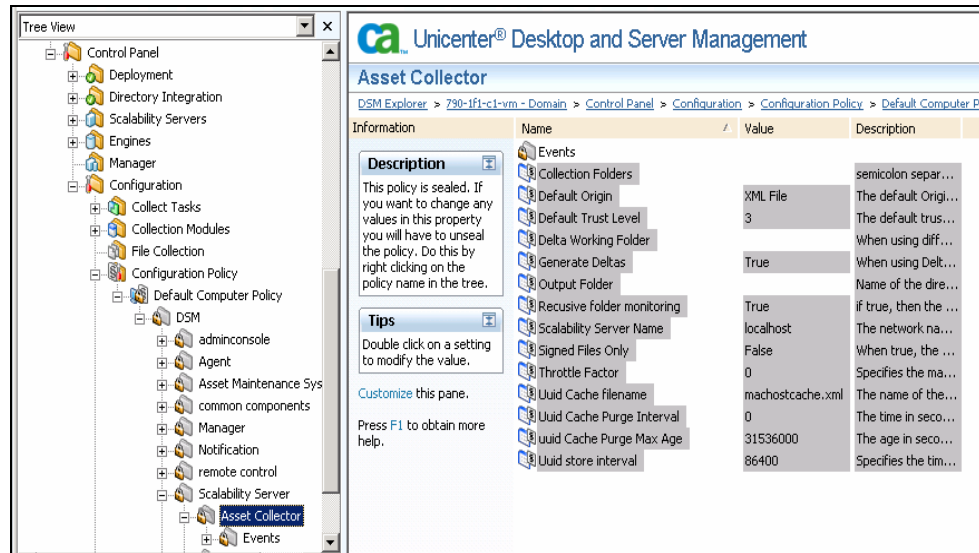 Tree View
Control Panel
Deployment
Directory Integration
Scalability Servers
Engines
Manager
Configuration
Collect Tasks
Collection Modules
File Collection
Configuration Policy
Default Computer Policy
DSM
adminconsole
Agent
Asset Maintenance Sys
common components
Manager
Notification
remote control
Scalability Server
Asset Collector
Events
ca™ Unicenter® Desktop and Server Management
Asset Collector
DSM Explorer > 790-1f1-c1-vm - Domain > Control Panel > Configuration > Configuration Policy > Default Computer P
Information
Description
This policy is sealed. If
you want to change any
values in this property
you will have to unseal
the policy. Do this by
right clicking on the
policy name in the tree.
Tips
Double click on a setting
to modify the value.
Customize this pane.
Press F1 to obtain more
help.
Name Value Description
Events
Collection Folders semicolon separ...
Default Origin XML File The default Origi...
Default Trust Level 3 The default trus...
Delta Working Folder When using diff...
Generate Deltas True When using Delt...
Output Folder Name of the dire...
Recusive folder monitoring True if true, then the ...
Scalability Server Name localhost The network na...
Signed Files Only False When true, the ...
Throttle Factor 0 Specifies the ma...
Uuid Cache filename machostcache.xml The name of the...
Uuid Cache Purge Interval 0 The time in seco...
uuid Cache Purge Max Age 31536000 The age in seco...
Uuid store interval 86400 Specifies the tim...